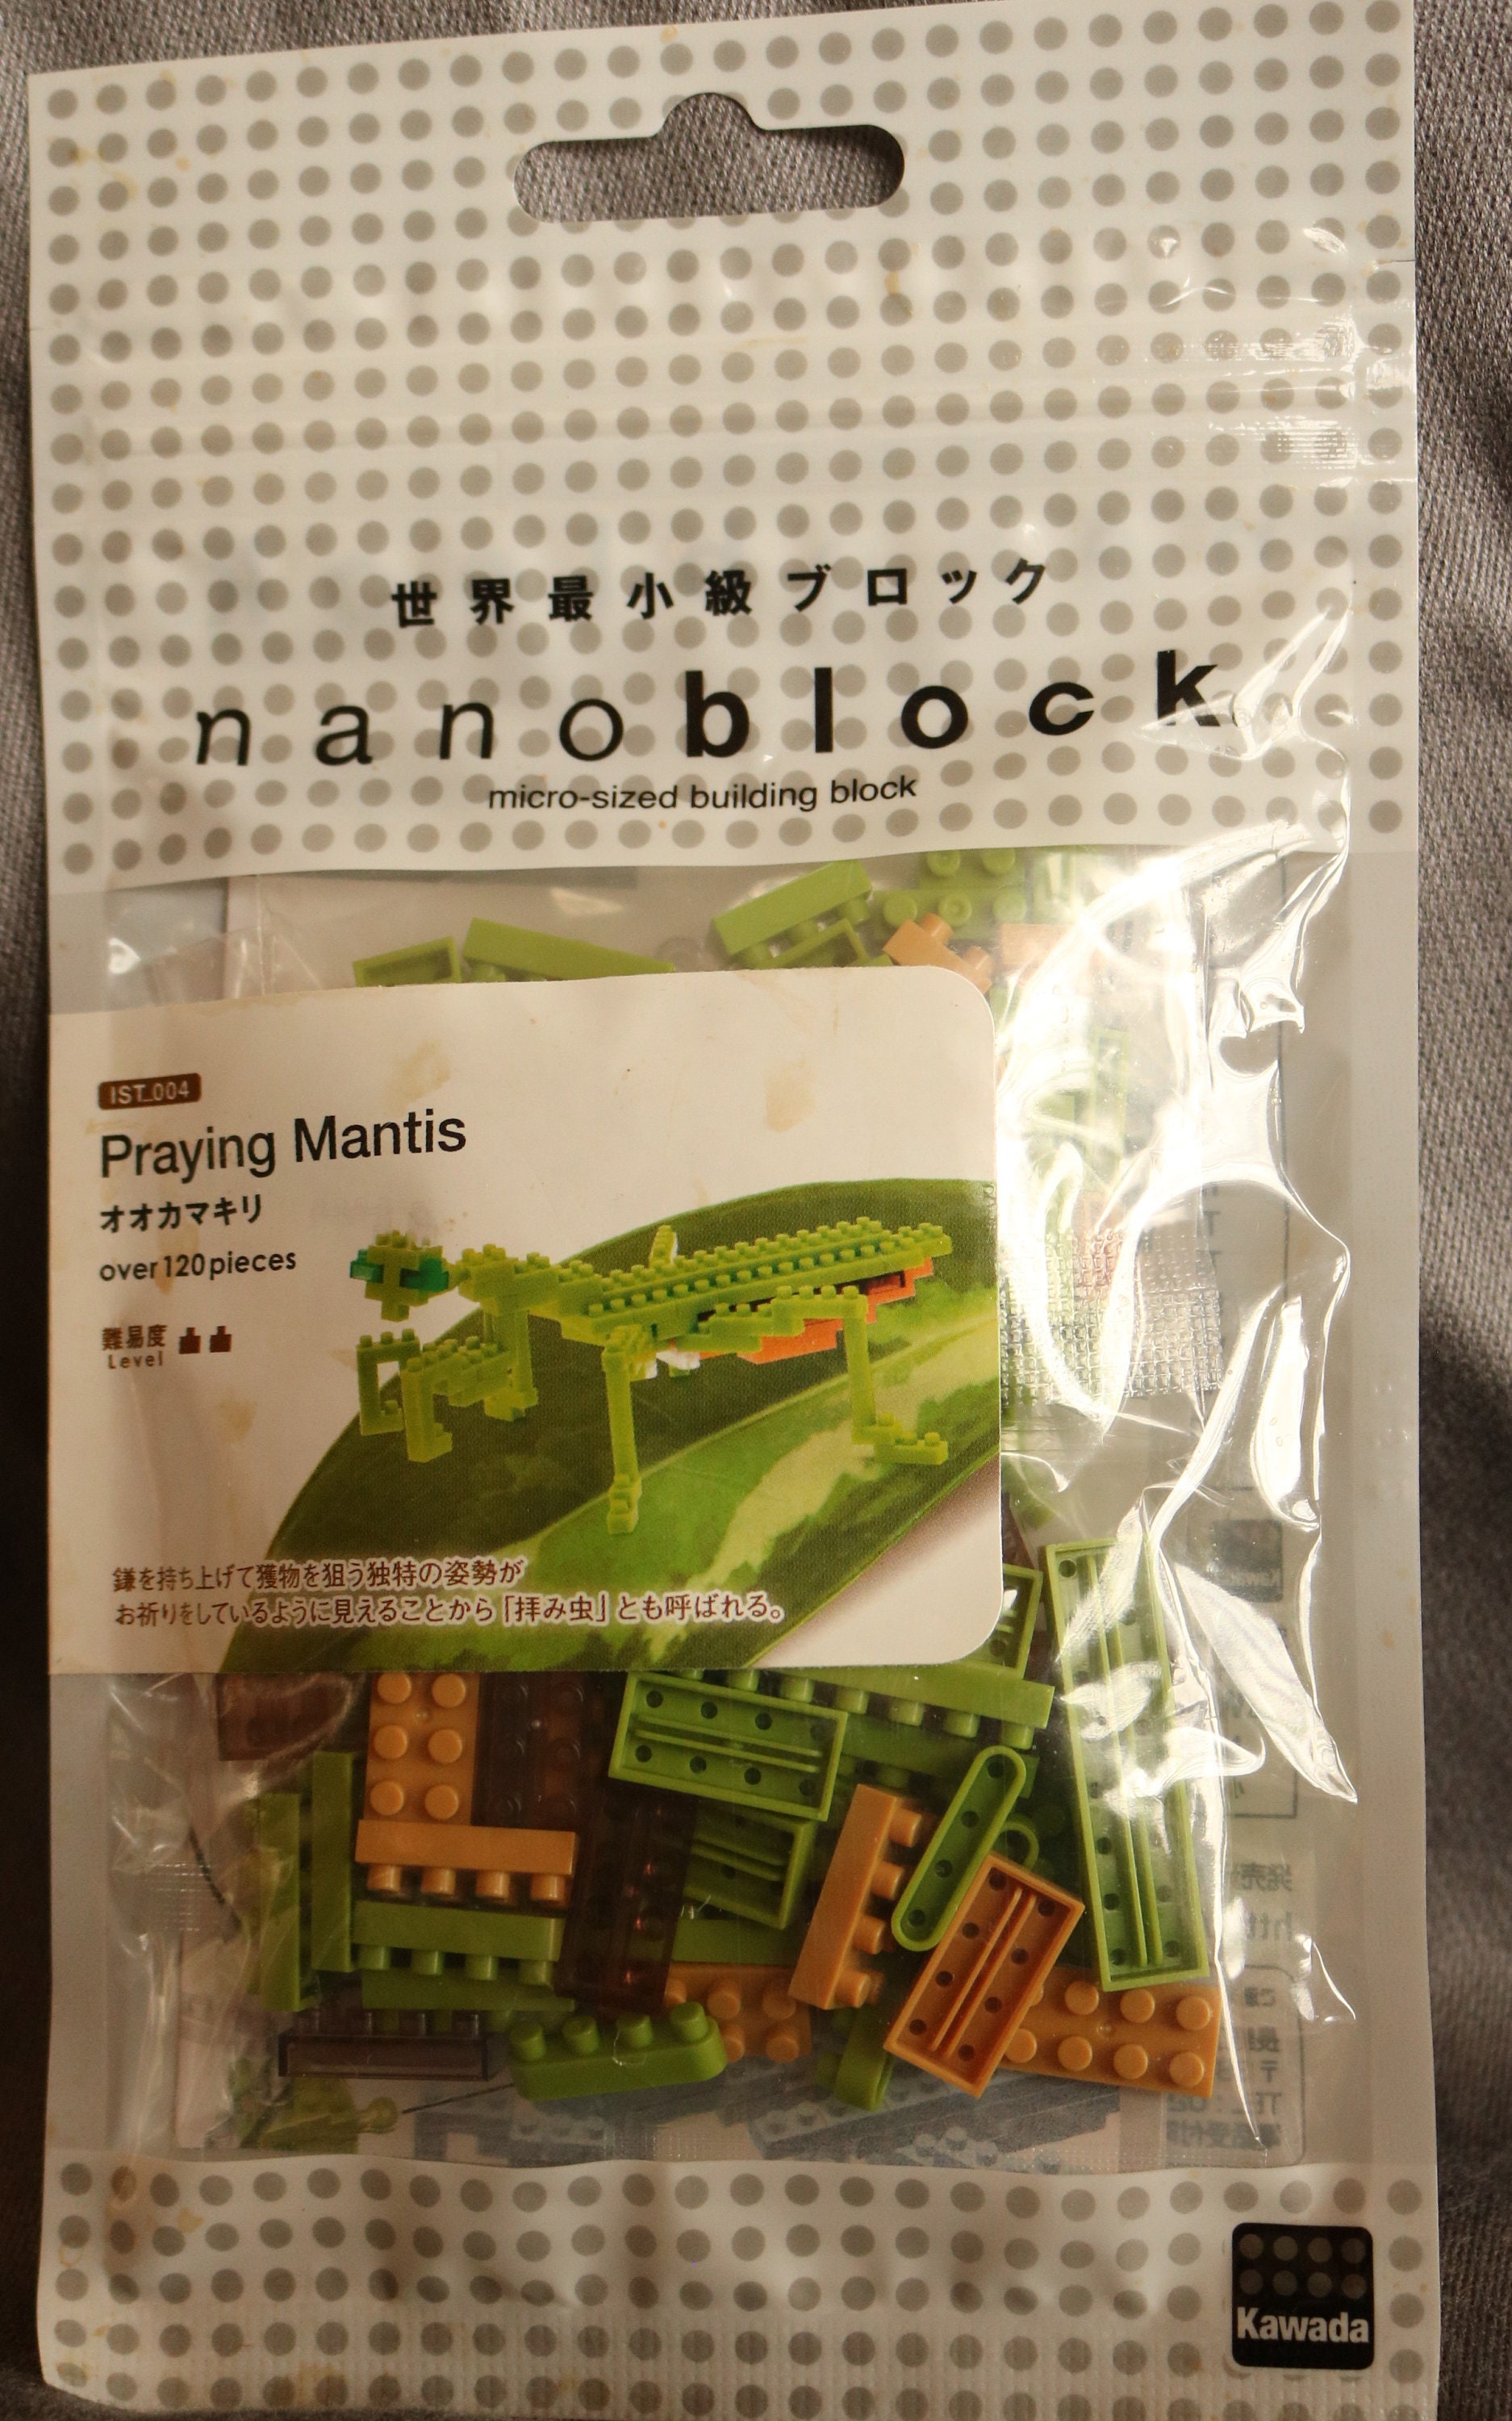 世界最小級ブロック
nanoblock
micro-sized building block
IST_004
Praying Mantis
オオカマキリ
over 120 pieces
難易度
Level
鎌を持ち上げて獲物を狙う独特の姿勢が
お祈りをしているように見えることから「拝み虫」とも呼ばれる。
Kawada